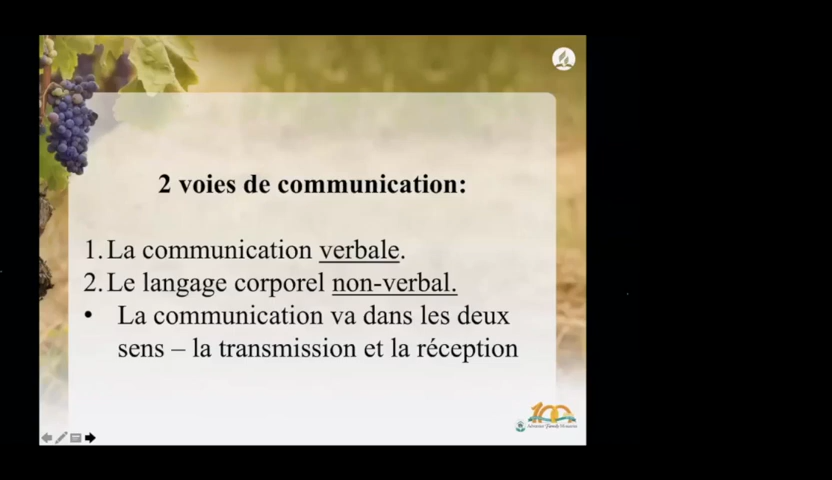 2 voies de communication:
1. La communication verbale.
2. Le langage corporel non-verbal.
• La communication va dans les deux
sens – la transmission et la réception
100